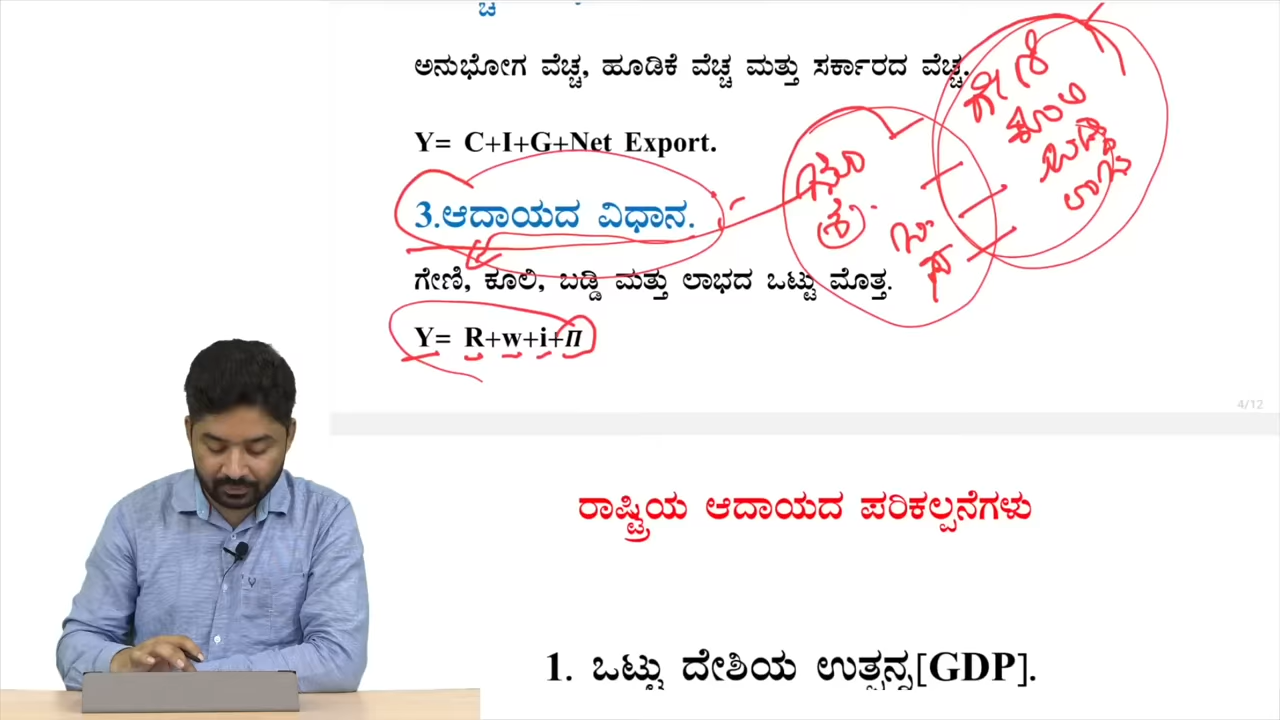 ಅನುಭೋಗ ವೆಚ್ಚ, ಹೂಡಿಕೆ ವೆಚ್ಚ ಮತ್ತು ಸರ್ಕಾರದ ವೆಚ್ಚ.
Y= C+I+G+Net Export.
3.ಆದಾಯದ ವಿಧಾನ.
ಗೇಣಿ, ಕೂಲಿ, ಬಡ್ಡಿ ಮತ್ತು ಲಾಭದ ಒಟ್ಟು ಮೊತ್ತ.
Y= R+w+i+π
ಗೇಣಿ
ಕೂಲಿ
ಬಡ್ಡಿ
ಲಾಭ
ಭೂ
ಶ್ರ
ಬಂ
4/12
ರಾಷ್ಟ್ರಿಯ ಆದಾಯದ ಪರಿಕಲ್ಪನೆಗಳು
1. ಒಟ್ಟು ದೇಶಿಯ ಉತ್ಪನ್ನ[GDP].